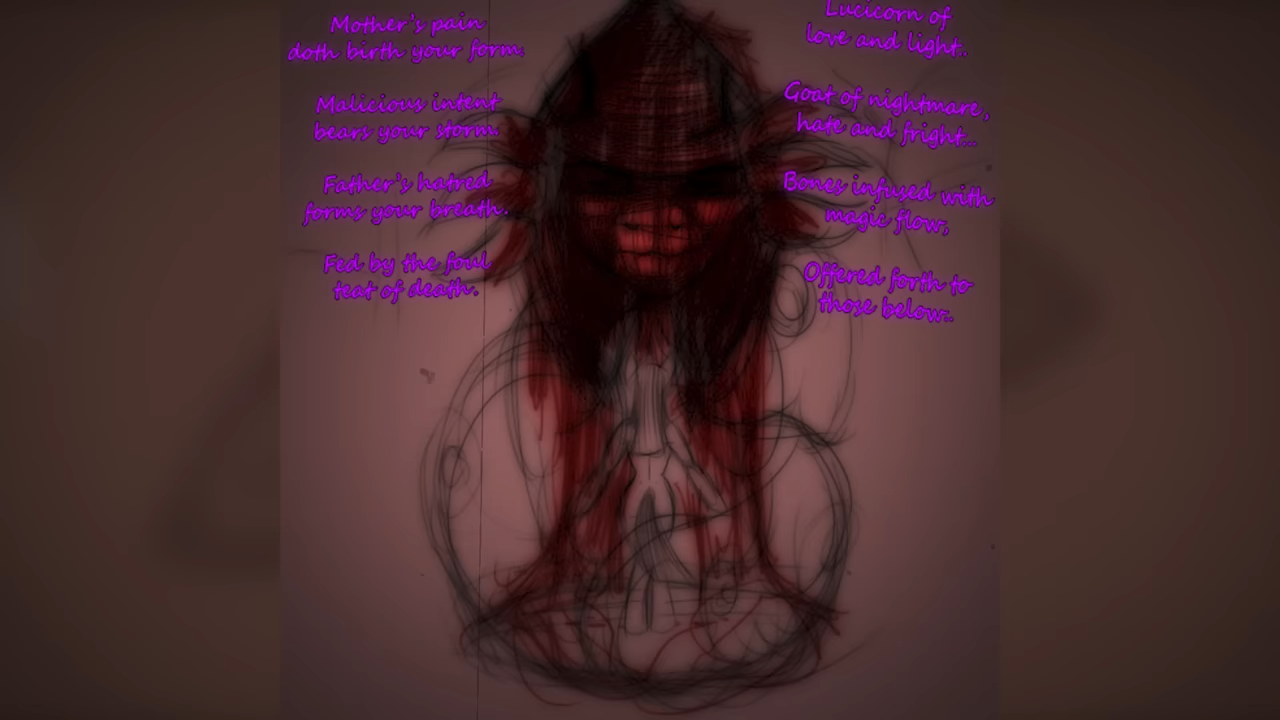 Mother's pain
doth birth your form.
Malicious intent
bears your storm.
Father's hatred
forms your breath.
Fed by the foul
teat of death.
Lucicorn of
love and light..
Goat of nightmare,
hate and fright...
Bones infused with
magic flow,
Offered forth to
those below..